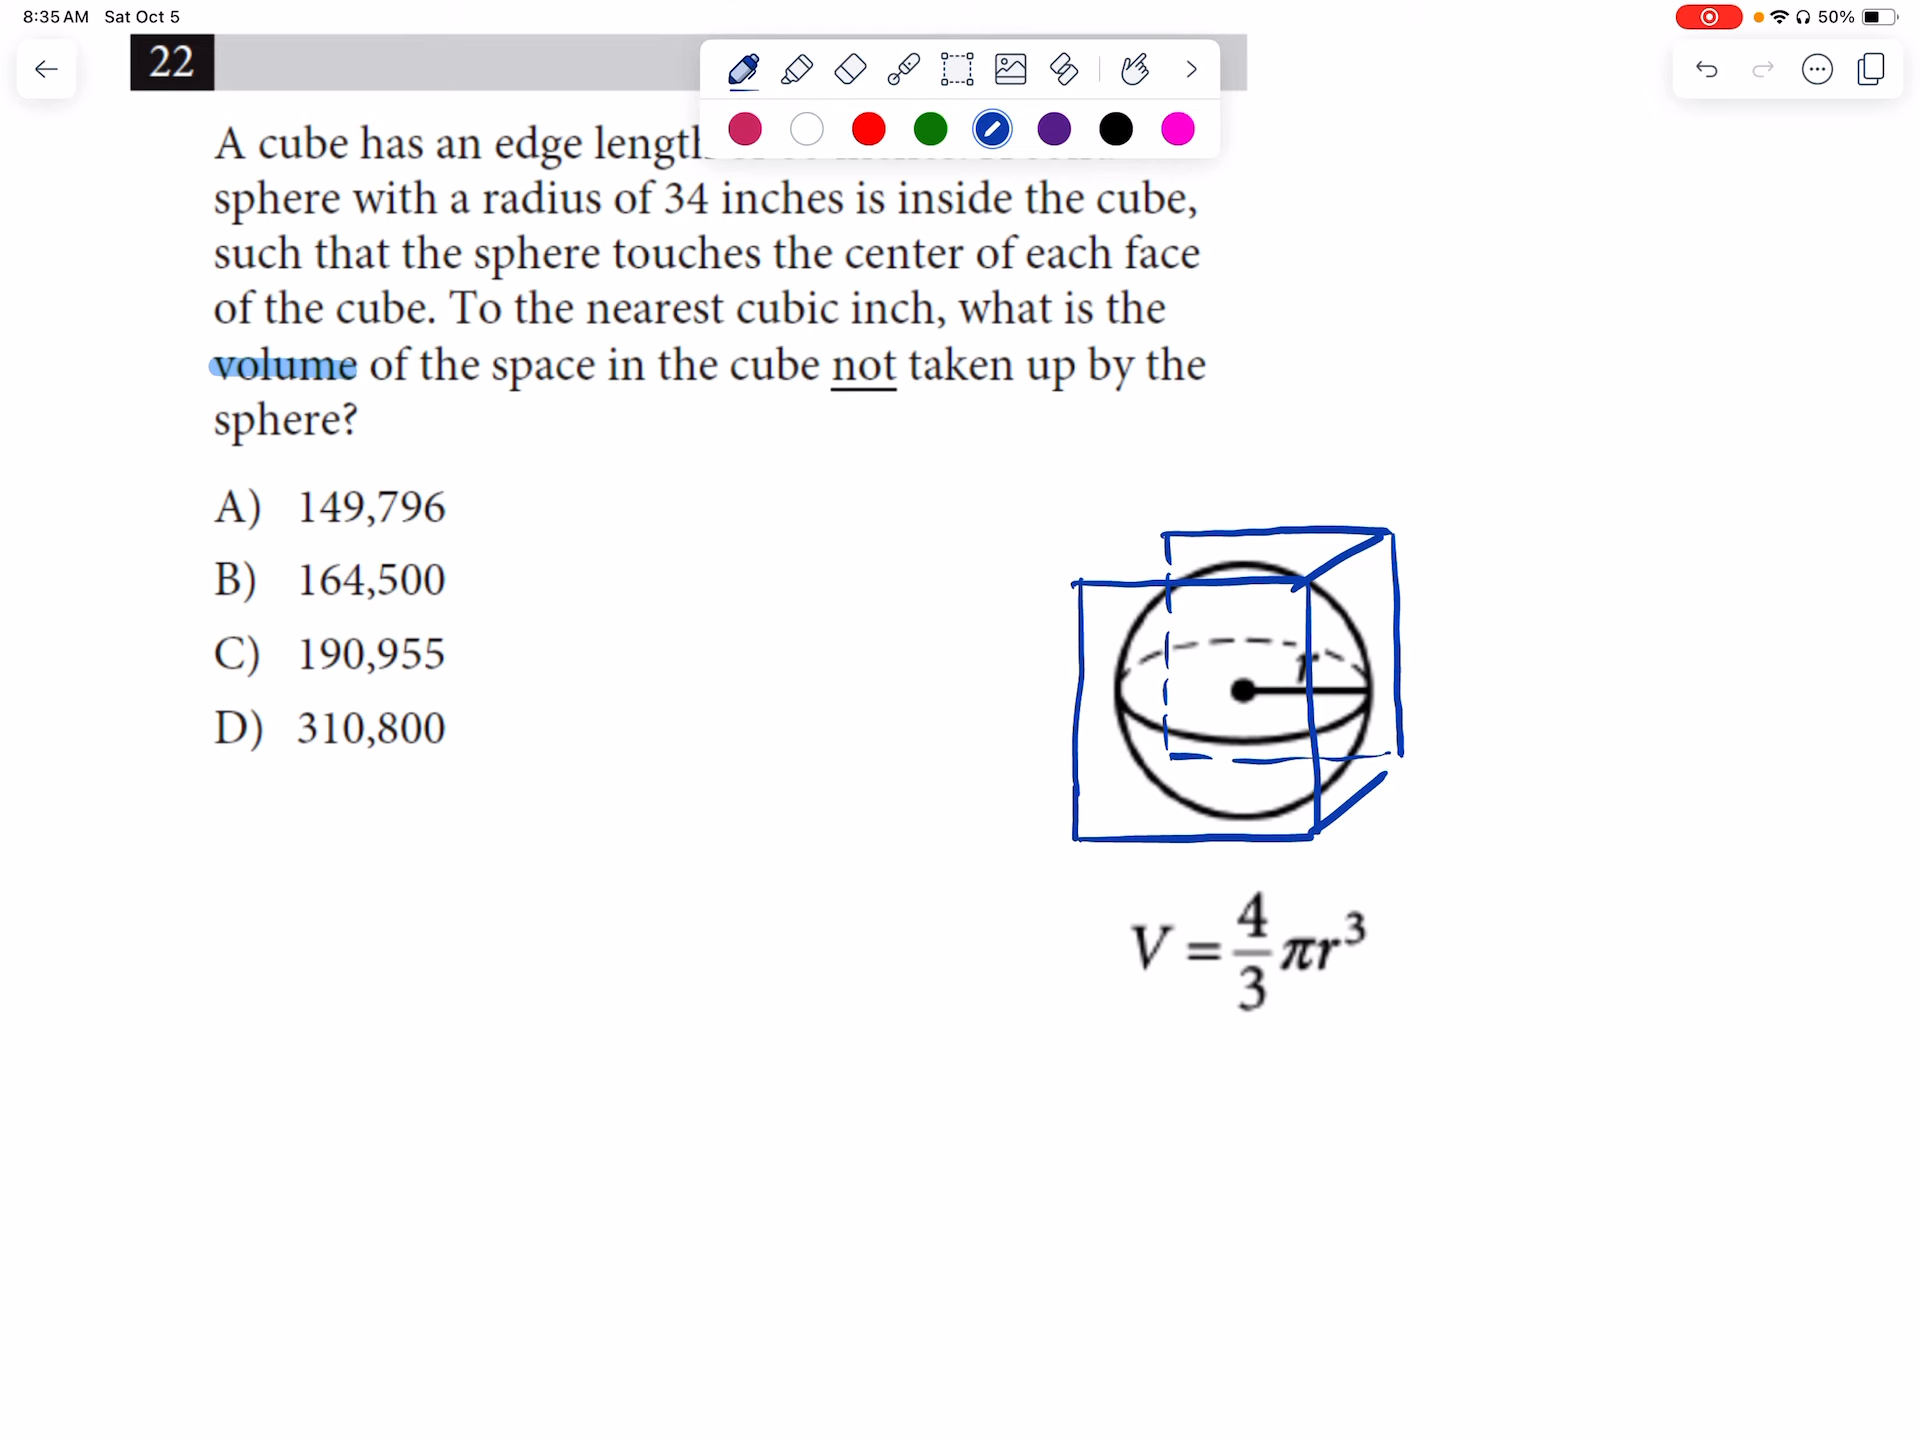 8:35 AM Sat Oct 5
50%
22
A cube has an edge length
sphere with a radius of 34 inches is inside the cube,
such that the sphere touches the center of each face
of the cube. To the nearest cubic inch, what is the
volume of the space in the cube not taken up by the
sphere?
A) 149,796
B) 164,500
C) 190,955
D) 310,800
r
V = 4/3 πr³